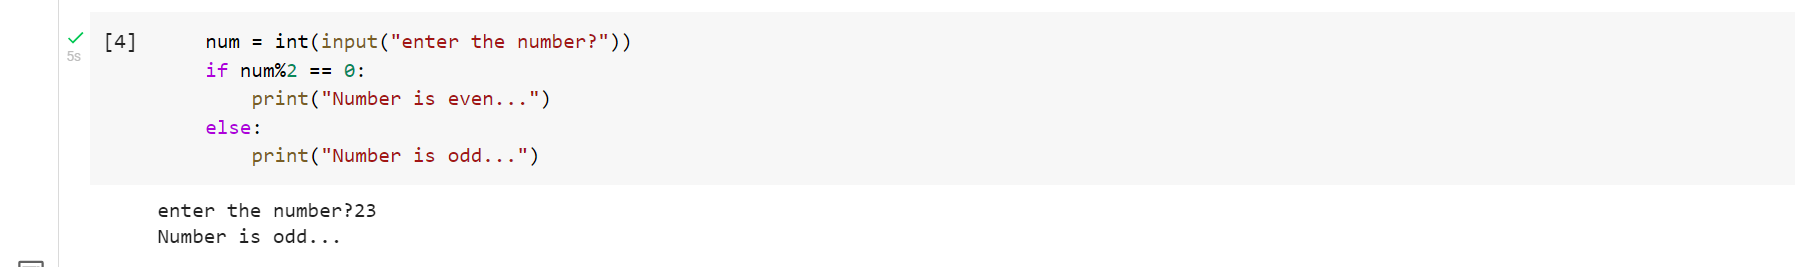 [4] num = int(input("enter the number?"))
5s
if num%2 == 0:
print("Number is even...")
else:
print("Number is odd...")
enter the number?23
Number is odd...